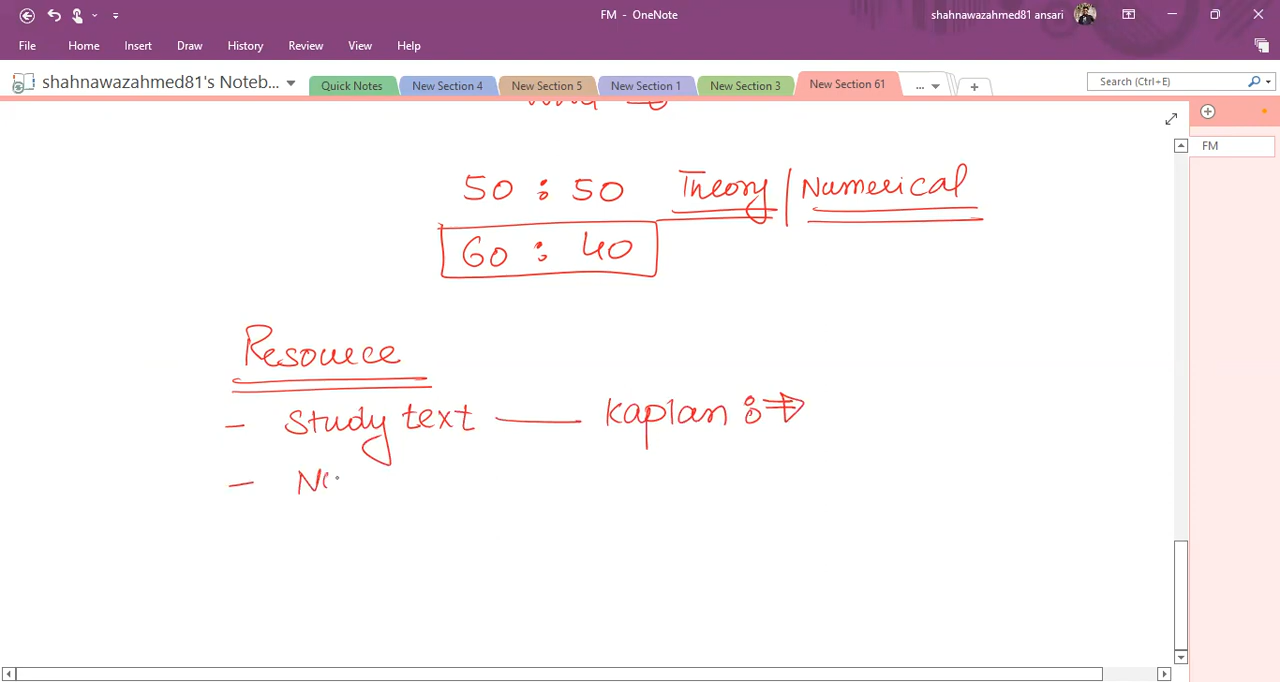 FM - OneNote
shahnawazahmed81 ansari
File Home Insert Draw History Review View Help
shahnawazahmed81's Noteb... Quick Notes New Section 4 New Section 5 New Section 1 New Section 3 New Section 61 ... + Search (Ctrl+E)
FM
50 : 50 Theory | Numerical
60 : 40
Resource
- Study text — Kaplan :⇒
-